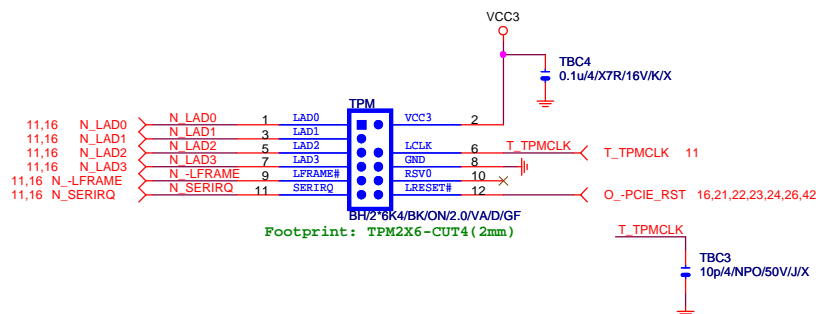 VCC3
TBC4
0.1u/4/X7R/16V/K/X
TPM
11,16 N_LAD0 N_LAD0 1 LAD0 VCC3 2
11,16 N_LAD1 N_LAD1 3 LAD1
11,16 N_LAD2 N_LAD2 5 LAD2 LCLK 6 T_TPMCLK T_TPMCLK 11
11,16 N_LAD3 N_LAD3 7 LAD3 GND 8
11,16 N_-LFRAME N_-LFRAME 9 LFRAME# RSV0 10
11,16 N_SERIRQ N_SERIRQ 11 SERIRQ LRESET# 12 O_-PCIE_RST 16,21,22,23,24,26,42
BH/2*6K4/BK/ON/2.0/VA/D/GF
Footprint: TPM2X6-CUT4(2mm)
T_TPMCLK
TBC3
10p/4/NPO/50V/J/X